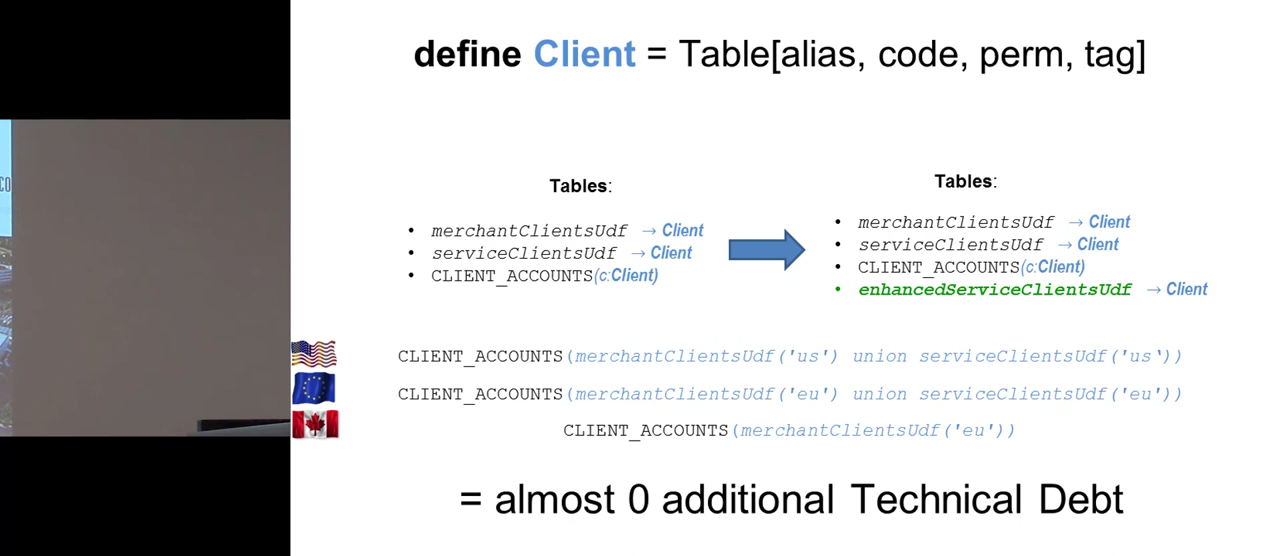 define Client = Table[alias, code, perm, tag]
Tables:
• merchantClientsUdf → Client
• serviceClientsUdf → Client
• CLIENT_ACCOUNTS(c:Client)
Tables:
• merchantClientsUdf → Client
• serviceClientsUdf → Client
• CLIENT_ACCOUNTS(c:Client)
• enhancedServiceClientsUdf → Client
CLIENT_ACCOUNTS(merchantClientsUdf('us') union serviceClientsUdf('us‛))
CLIENT_ACCOUNTS(merchantClientsUdf('eu') union serviceClientsUdf('eu'))
CLIENT_ACCOUNTS(merchantClientsUdf('eu'))
= almost 0 additional Technical Debt